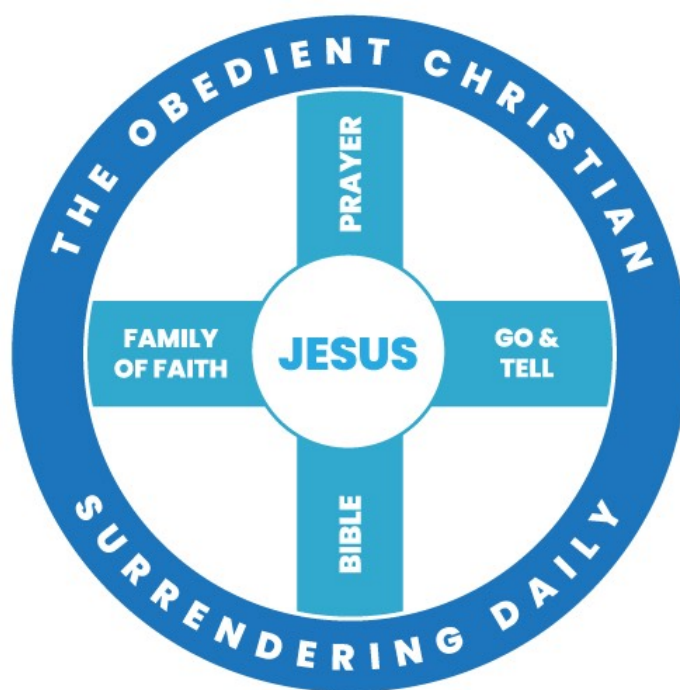 THE OBEDIENT CHRISTIAN
PRAYER
FAMILY
OF FAITH
JESUS
GO &
TELL
BIBLE
SURRENDERING DAILY